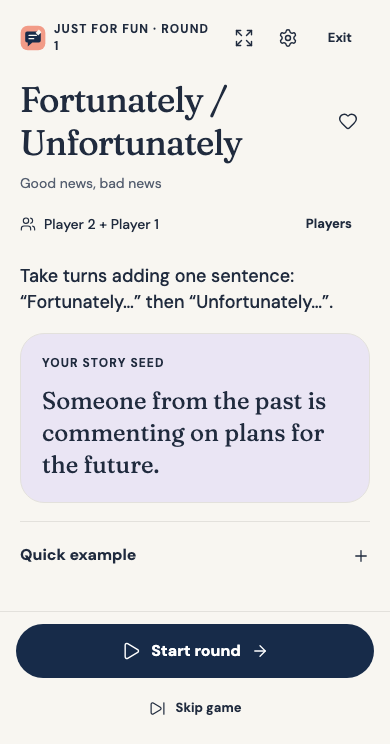 JUST FOR FUN · ROUND
1
Exit
Fortunately /
Unfortunately
Good news, bad news
Player 2 + Player 1
Players
Take turns adding one sentence:
“Fortunately…” then “Unfortunately…”.
YOUR STORY SEED
Someone from the past is
commenting on plans for
the future.
Quick example
Start round
Skip game